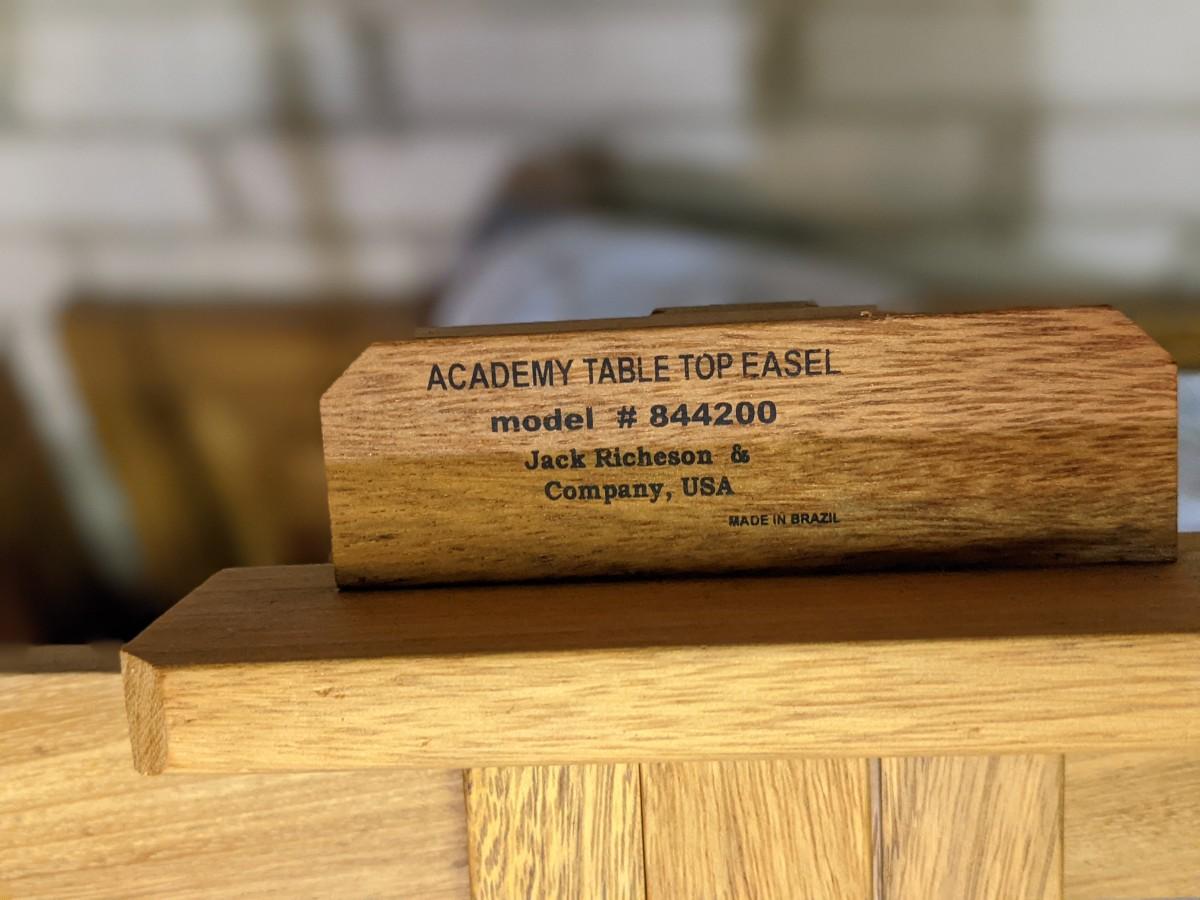 ACADEMY TABLE TOP EASEL
model # 844200
Jack Richeson &
Company, USA
MADE IN BRAZIL